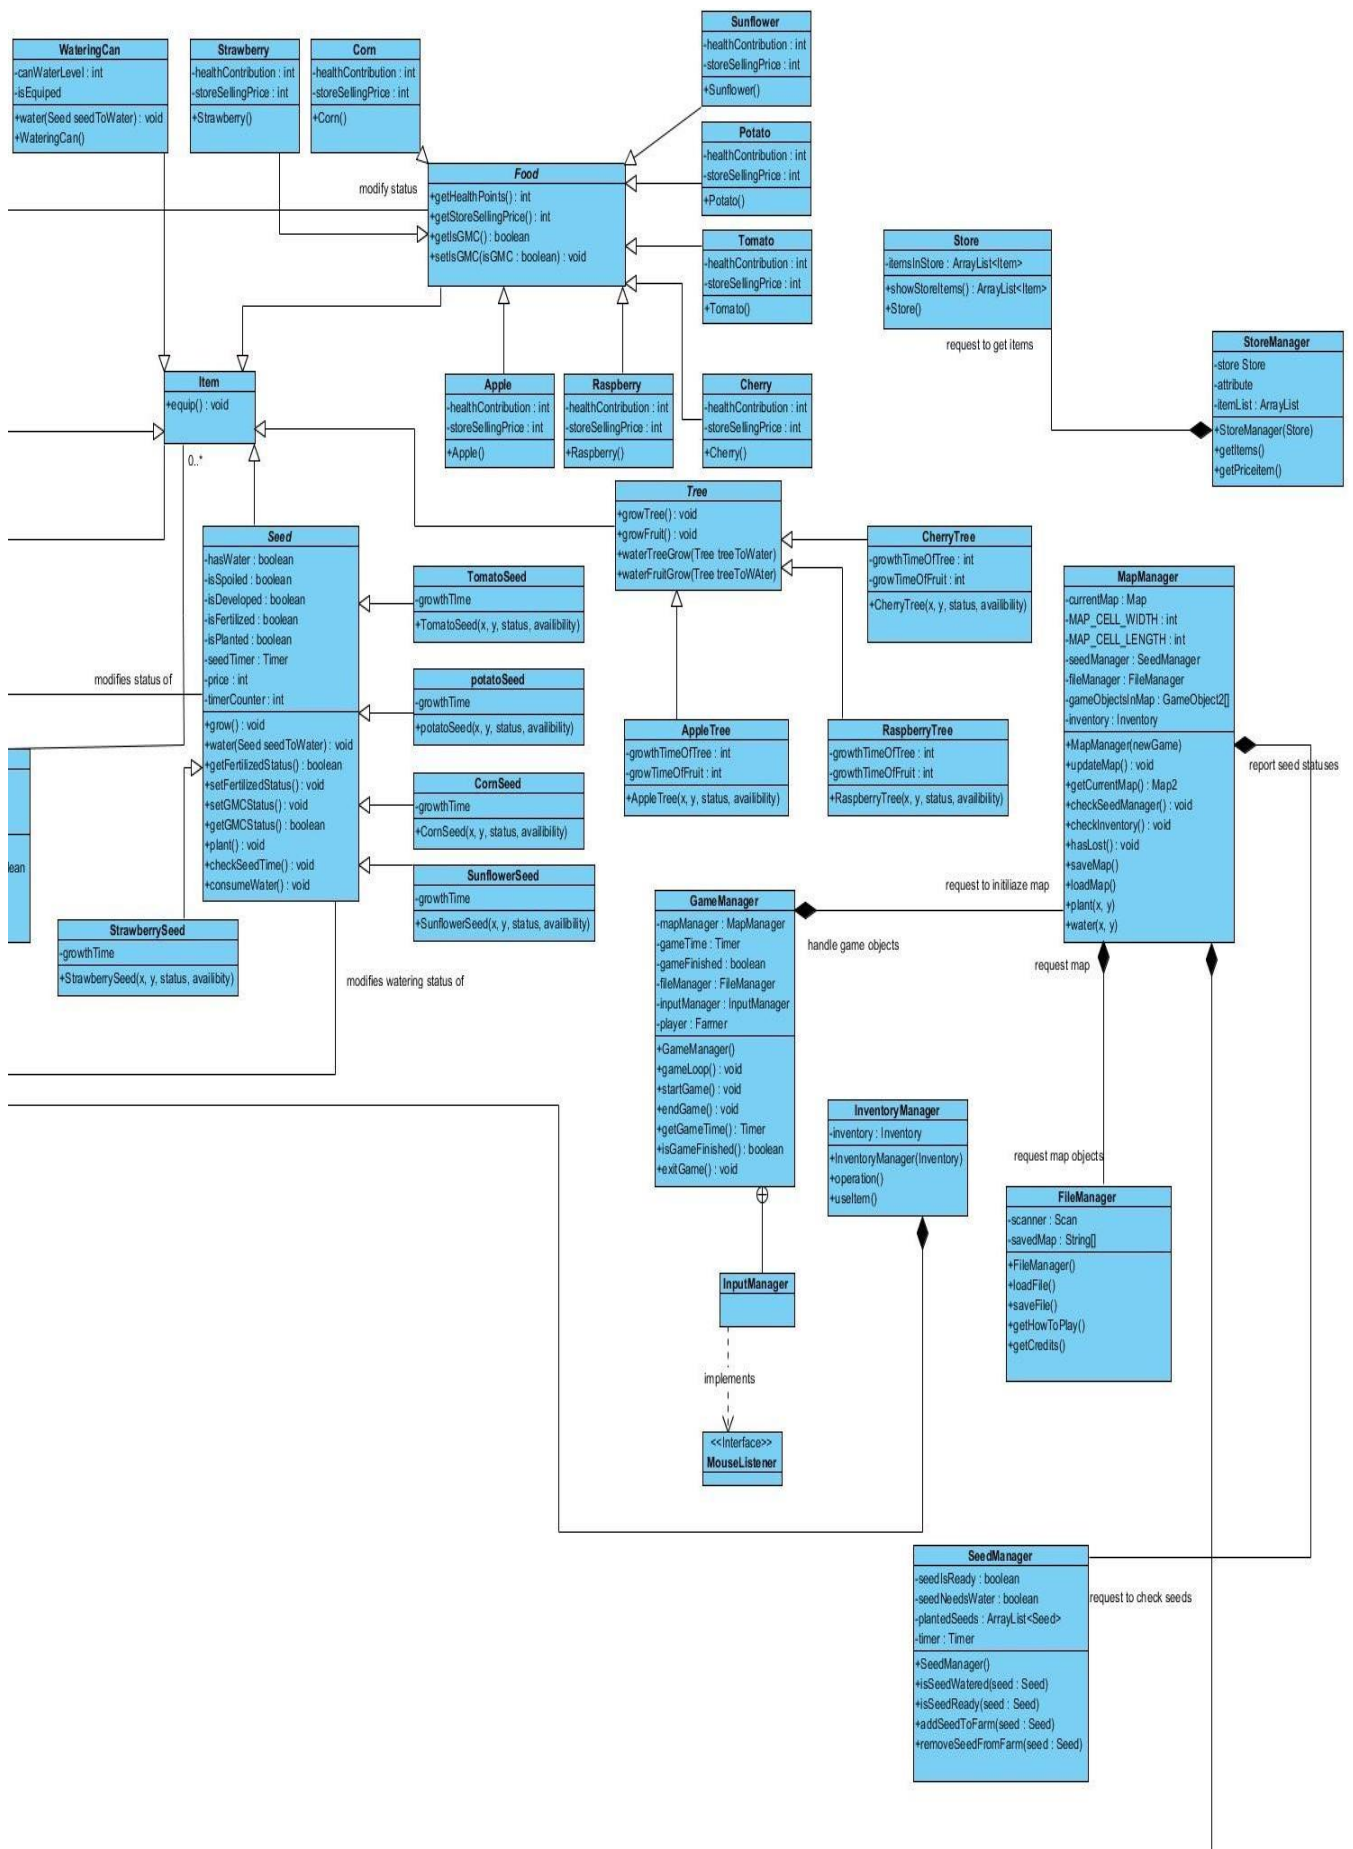 Sunflower
-healthContribution : int
-storeSellingPrice : int
+Sunflower()
WateringCan
-canWaterLevel : int
-isEquiped
+water(Seed seedToWater) : void
+WateringCan()
Strawberry
-healthContribution : int
-storeSellingPrice : int
+Strawberry()
Corn
-healthContribution : int
-storeSellingPrice : int
+Corn()
Potato
-healthContribution : int
-storeSellingPrice : int
+Potato()
modify status
Food
+getHealthPoints() : int
+getStoreSellingPrice() : int
+getIsGMC() : boolean
+setIsGMC(isGMC : boolean) : void
Tomato
-healthContribution : int
-storeSellingPrice : int
+Tomato()
Store
-itemsInStore : ArrayList<Item>
+showStoreItems() : ArrayList<Item>
+Store()
request to get items
StoreManager
-store Store
-attribute
-itemList : ArrayList
+StoreManager(Store)
+getItems()
+getPriceitem()
Item
+equip() : void
0..*
Apple
-healthContribution : int
-storeSellingPrice : int
+Apple()
Raspberry
-healthContribution : int
-storeSellingPrice : int
+Raspberry()
Cherry
-healthContribution : int
-storeSellingPrice : int
+Cherry()
Tree
+growTree() : void
+growFruit() : void
+waterTreeGrow(Tree treeToWater)
+waterFruitGrow(Tree treeToWAter)
CherryTree
-growthTimeOfTree : int
-growTimeOfFruit : int
+CherryTree(x, y, status, availibility)
Seed
-hasWater : boolean
-isSpoiled : boolean
-isDeveloped : boolean
-isFertilized : boolean
-isPlanted : boolean
-seedTimer : Timer
-price : int
-timerCounter : int
+grow() : void
+water(Seed seedToWater) : void
+getFertilizedStatus() : boolean
+setFertilizedStatus() : void
+setGMCStatus() : void
+getGMCStatus() : boolean
+plant() : void
+checkSeedTime() : void
+consumeWater() : void
modifies status of
TomatoSeed
-growthTIme
+TomatoSeed(x, y, status, availibility)
potatoSeed
-growthTime
+potatoSeed(x, y, status, availibility)
CornSeed
-growthTime
+CornSeed(x, y, status, availibility)
SunflowerSeed
-growthTime
+SunflowerSeed(x, y, status, availibility)
AppleTree
-growthTimeOfTree : int
-growTimeOfFruit : int
+AppleTree(x, y, status, availibility)
RaspberryTree
-growthTimeOfTree : int
-growthTimeOfFruit : int
+RaspberryTree(x, y, status, availibility)
MapManager
-currentMap : Map
-MAP_CELL_WIDTH : int
-MAP_CELL_LENGTH : int
-seedManager : SeedManager
-fileManager : FileManager
-gameObjectsInMap : GameObject2[]
-inventory : Inventory
+MapManager(newGame)
+updateMap() : void
+getCurrentMap() : Map2
+checkSeedManager() : void
+checkInventory() : void
+hasLost() : void
+saveMap()
+loadMap()
+plant(x, y)
+water(x, y)
report seed statuses
lean
StrawberrySeed
-growthTime
+StrawberrySeed(x, y, status, availibity)
modifies watering status of
request to initiliaze map
handle game objects
request map
GameManager
-mapManager : MapManager
-gameTime : Timer
-gameFinished : boolean
-fileManager : FileManager
-inputManager : InputManager
-player : Farmer
+GameManager()
+gameLoop() : void
+startGame() : void
+endGame() : void
+getGameTime() : Timer
+isGameFinished() : boolean
+exitGame() : void
InventoryManager
-inventory : Inventory
+InventoryManager(Inventory)
+operation()
+useItem()
request map objects
FileManager
-scanner : Scan
-savedMap : String[]
+FileManager()
+loadFile()
+saveFile()
+getHowToPlay()
+getCredits()
InputManager
implements
<<Interface>>
MouseListener
SeedManager
-seedIsReady : boolean
-seedNeedsWater : boolean
-plantedSeeds : ArrayList<Seed>
-timer : Timer
+SeedManager()
+isSeedWatered(seed : Seed)
+isSeedReady(seed : Seed)
+addSeedToFarm(seed : Seed)
+removeSeedFromFarm(seed : Seed)
request to check seeds